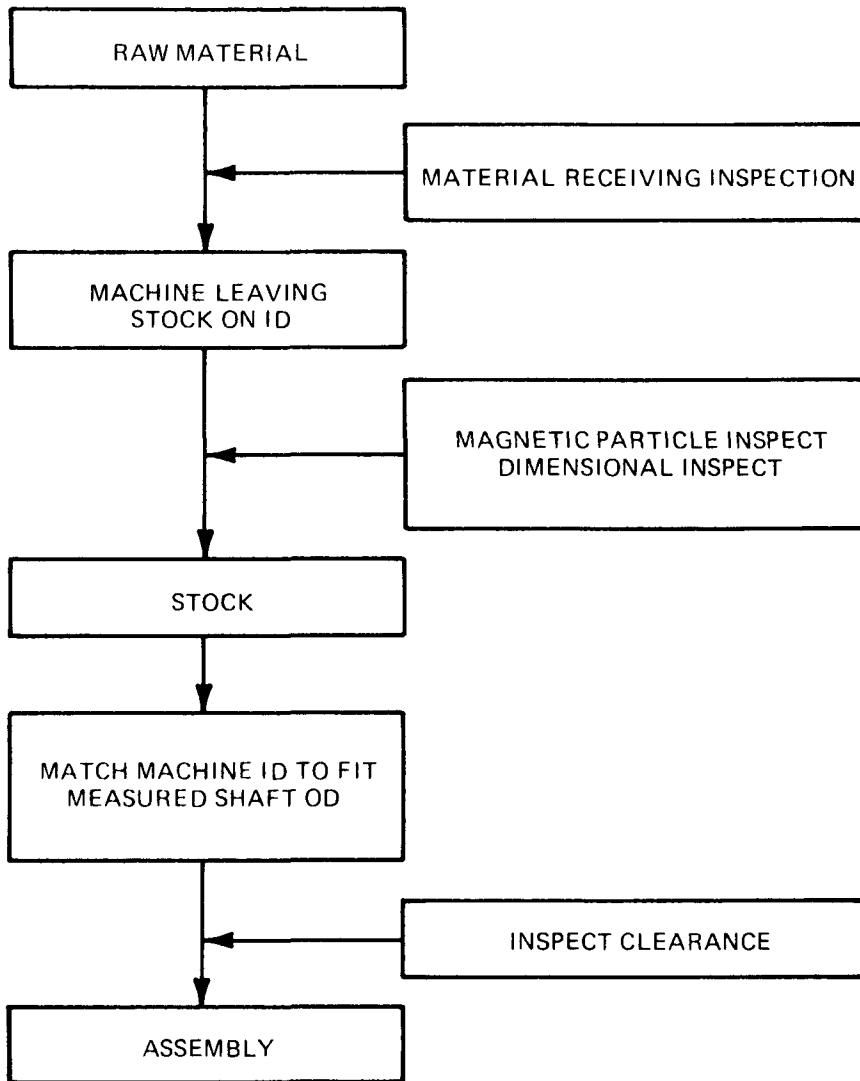 RAW MATERIAL
MATERIAL RECEIVING INSPECTION
MACHINE LEAVING
STOCK ON ID
MAGNETIC PARTICLE INSPECT
DIMENSIONAL INSPECT
STOCK
MATCH MACHINE ID TO FIT
MEASURED SHAFT OD
INSPECT CLEARANCE
ASSEMBLY